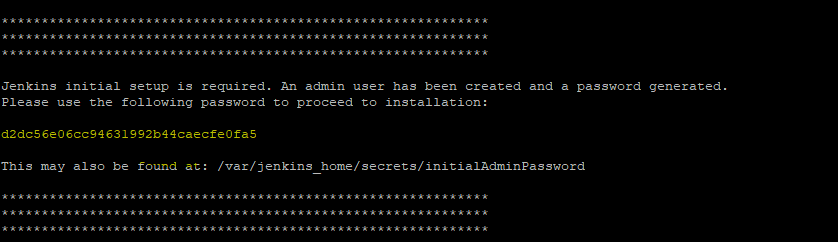 *************************************************************
*************************************************************
*************************************************************
Jenkins initial setup is required. An admin user has been created and a password generated.
Please use the following password to proceed to installation:
d2dc56e06cc94631992b44caecfe0fa5
This may also be found at: /var/jenkins_home/secrets/initialAdminPassword
*************************************************************
*************************************************************
*************************************************************